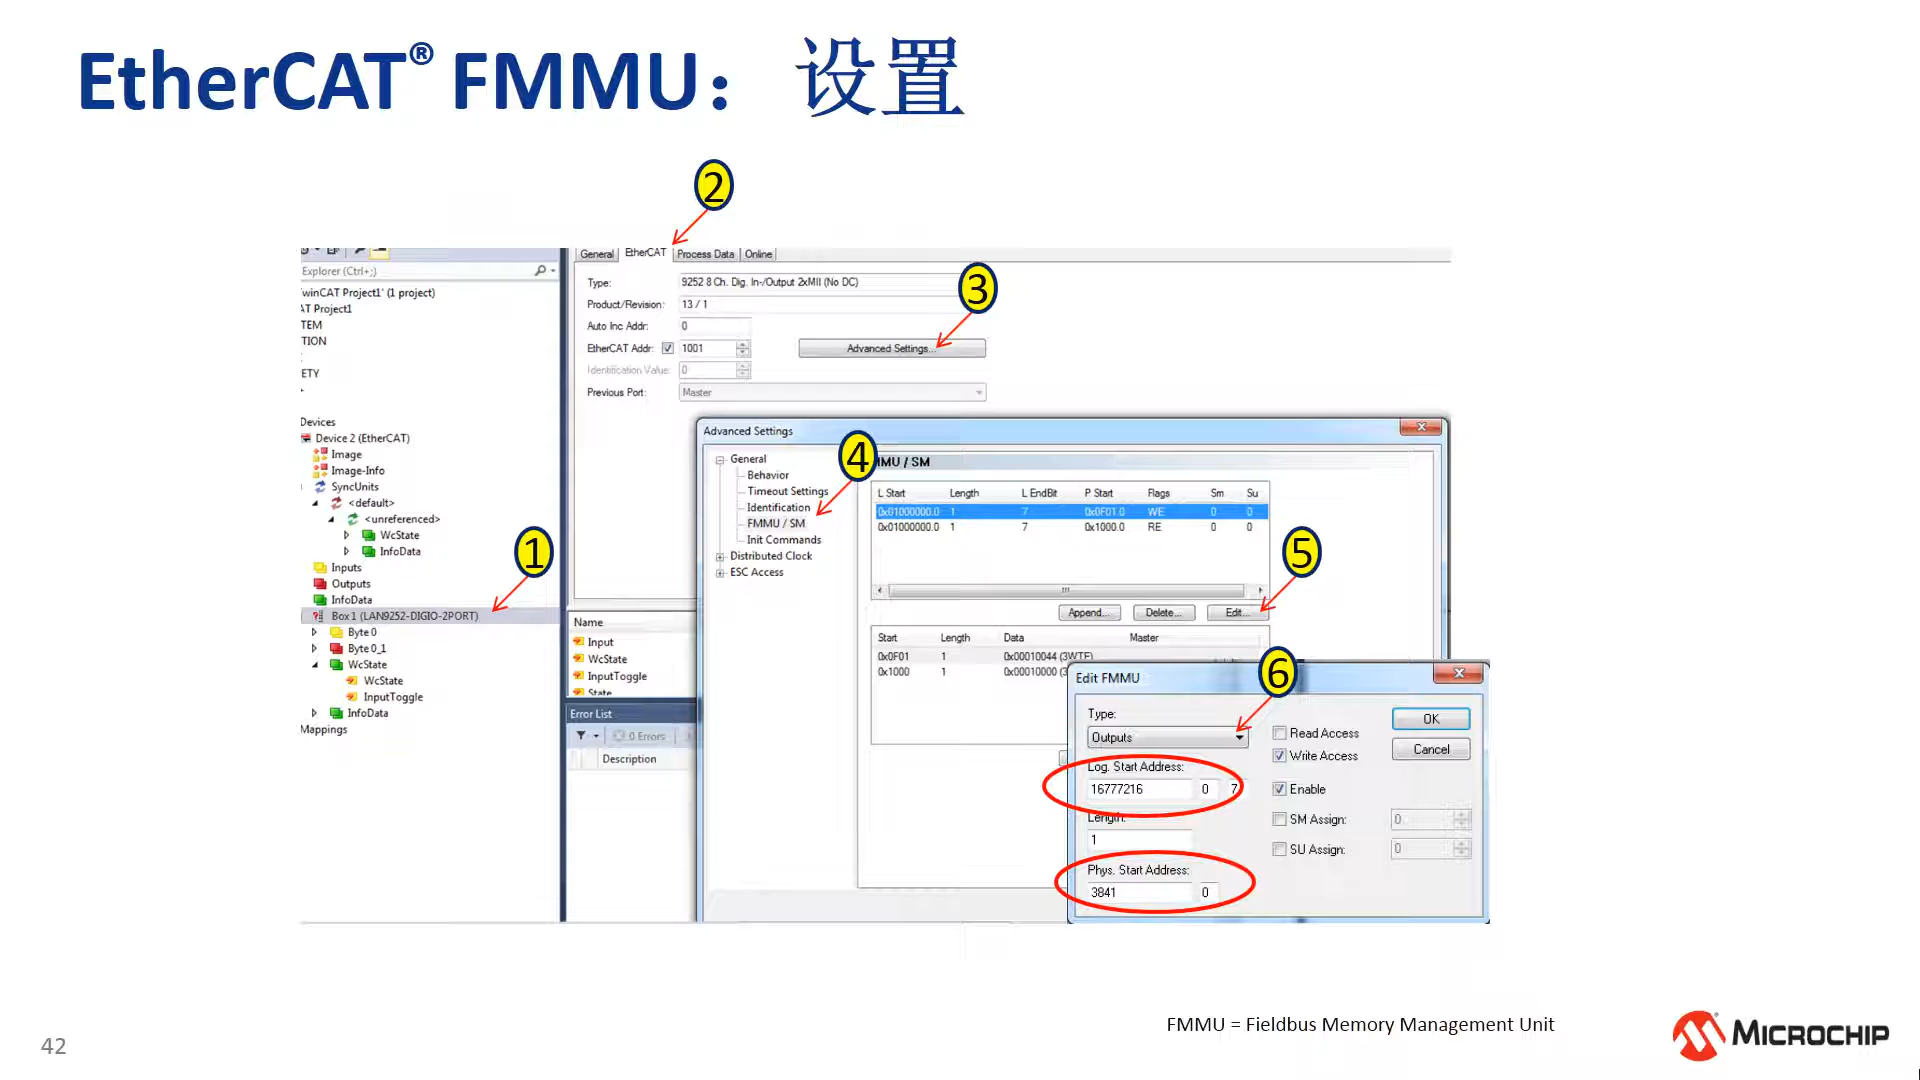 EtherCAT® FMMU： 设置
2
General EtherCAT Process Data Online
Explorer (Ctrl+;)
Type: 9252 8 Ch. Dig. In-/Output 2xMII (No DC)
3
winCAT Project1' (1 project)
AT Project1
Product/Revision: 13 / 1
TEM
Auto Inc Addr: 0
TION
EtherCAT Addr: 1001
Advanced Settings...
ETY
Identification Value: 0
Previous Port: Master
Devices
Device 2 (EtherCAT)
Image
Image-Info
SyncUnits
<default>
<unreferenced>
WcState
InfoData
Inputs
Outputs
InfoData
1
Box 1 (LAN9252-DIGIO-2PORT)
Byte 0
Byte 0_1
WcState
WcState
InputToggle
InfoData
Mappings
Name
Input
WcState
InputToggle
State
Error List
0 Errors
Description
Advanced Settings
General
Behavior
Timeout Settings
Identification
FMMU / SM
Init Commands
Distributed Clock
ESC Access
4
MU / SM
L Start Length L EndBit P Start Flags Sm Su
0x01000000.0 1 7 0x0F01.0 WE 0 0
0x01000000.0 1 7 0x1000.0 RE 0 0
5
Append... Delete... Edit...
Start Length Data Master
0x0F01 1 0x00010044 (3WTE)
0x1000 1 0x00010000 (3
6
Edit FMMU
Type:
Outputs
Log. Start Address:
16777216 0 7
Length:
1
Phys. Start Address:
3841 0
Read Access
Write Access
Enable
SM Assign: 0
SU Assign: 0
OK
Cancel
FMMU = Fieldbus Memory Management Unit
42
MICROCHIP